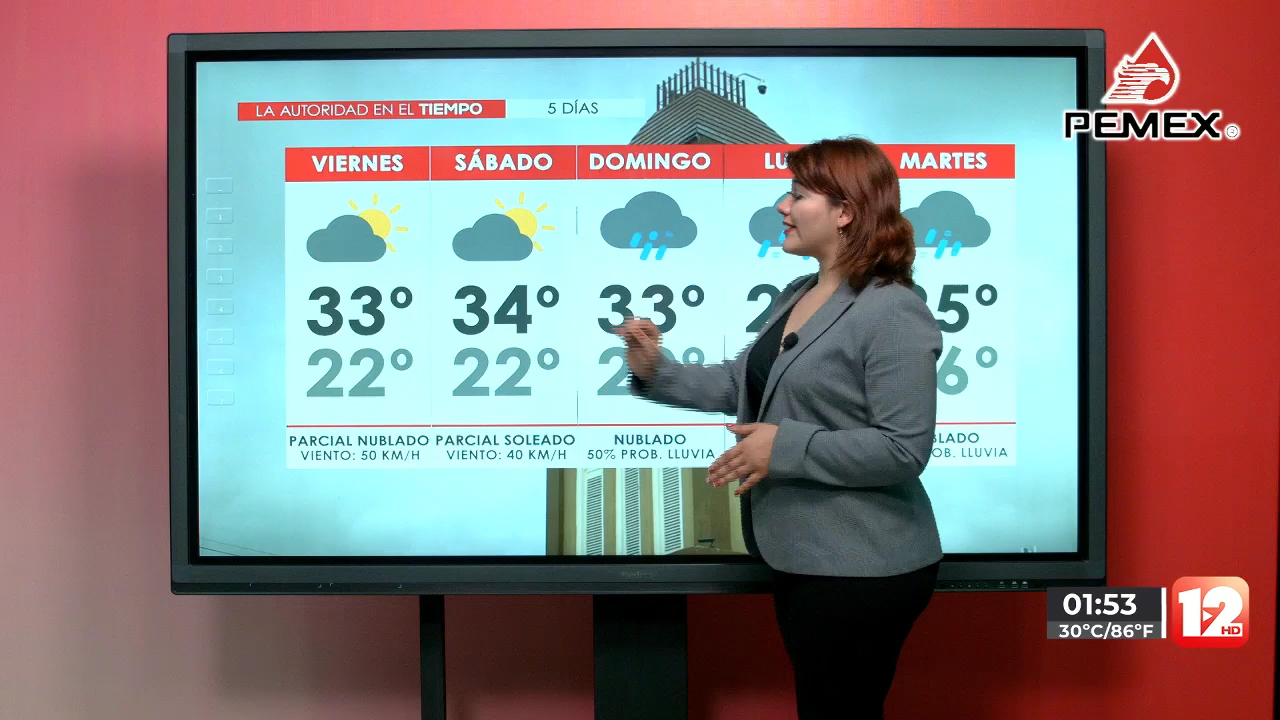 LA AUTORIDAD EN EL TIEMPO
5 DÍAS
PEMEX®
VIERNES
SÁBADO
DOMINGO
MARTES
33°
34°
33°
22°
22°
PARCIAL NUBLADO
VIENTO: 50 KM/H
PARCIAL SOLEADO
VIENTO: 40 KM/H
NUBLADO
50% PROB. LLUVIA
LLUVIA
01:53
30°C/86°F
12
HD